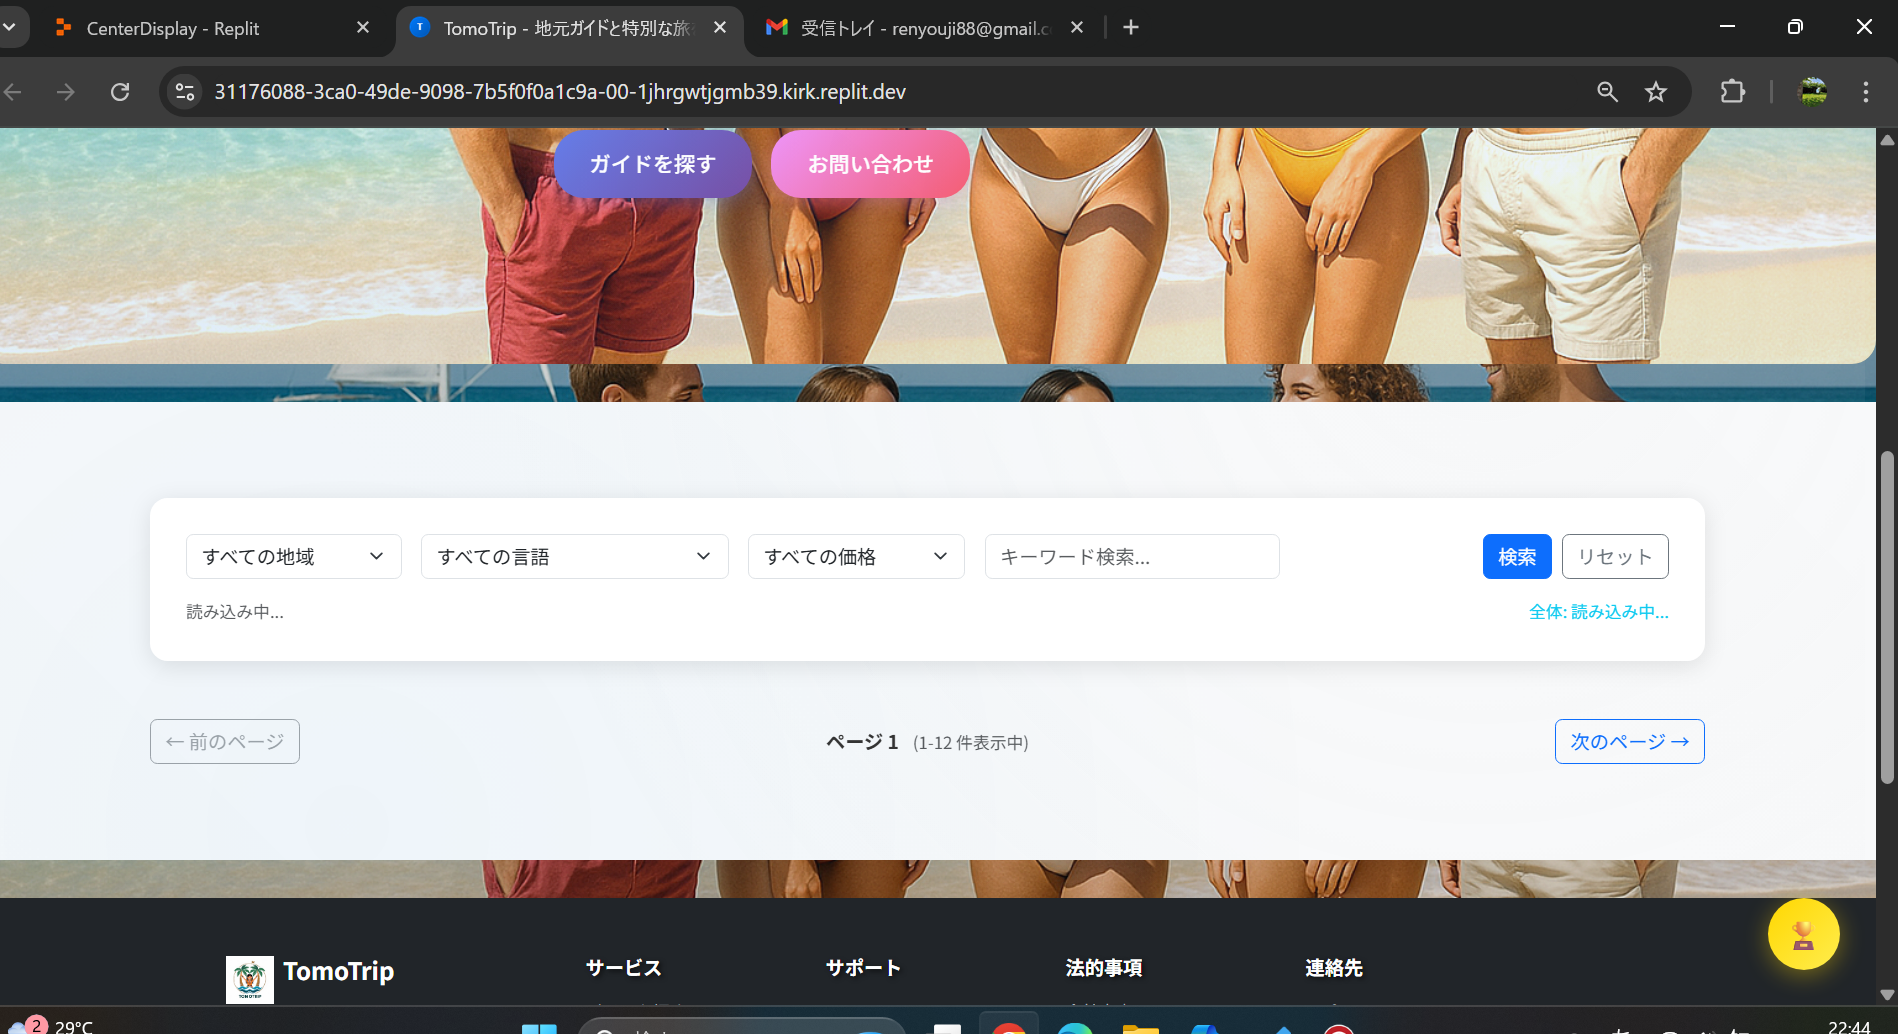 CenterDisplay - Replit
TomoTrip - 地元ガイドと特別な旅
受信トレイ - renyouji88@gmail.c
31176088-3ca0-49de-9098-7b5f0f0a1c9a-00-1jhrgwtjgmb39.kirk.replit.dev
ガイドを探す
お問い合わせ
すべての地域
すべての言語
すべての価格
キーワード検索...
検索
リセット
読み込み中...
全体: 読み込み中...
← 前のページ
ページ 1 (1-12 件表示中)
次のページ →
TomoTrip
サービス
サポート
法的事項
連絡先
2
29°C
22:44